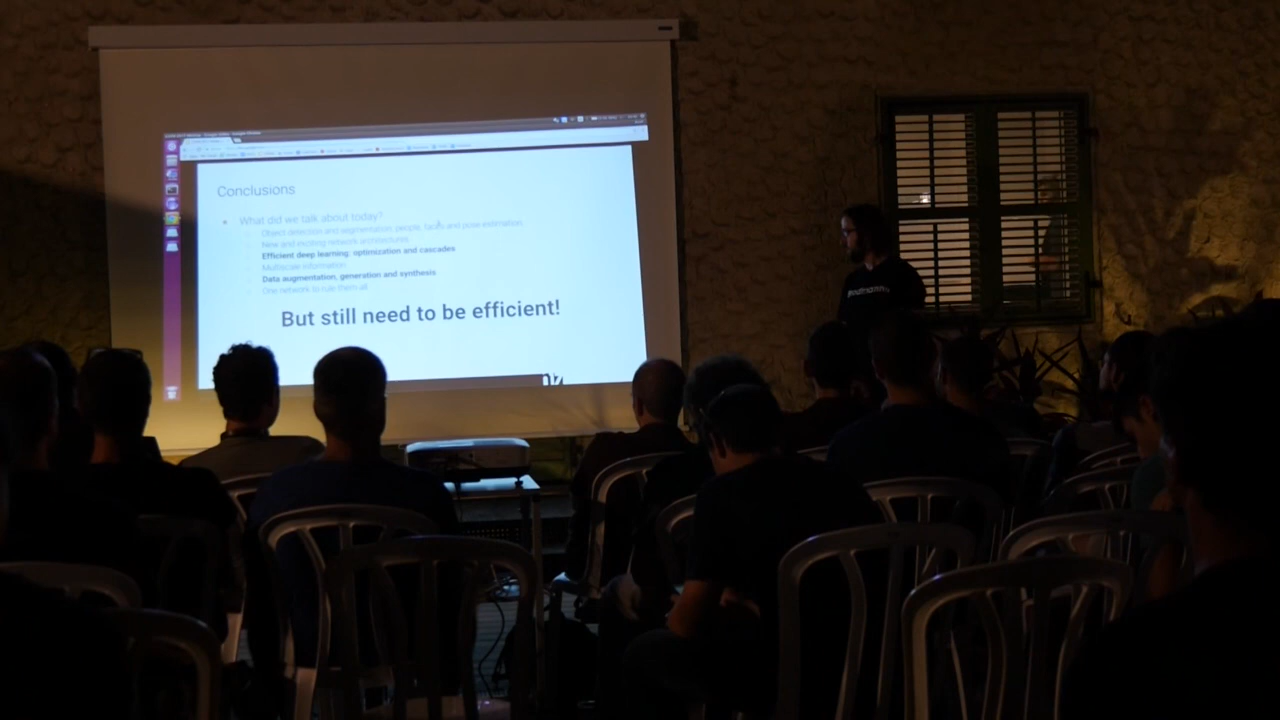 Conclusions
What did we talk about today?
Object detection and segmentation, people, faces and pose estimation,
New and exciting network architectures
Efficient deep learning: optimization and cascades
Multiscale information
Data augmentation, generation and synthesis
One network to rule them all
But still need to be efficient!